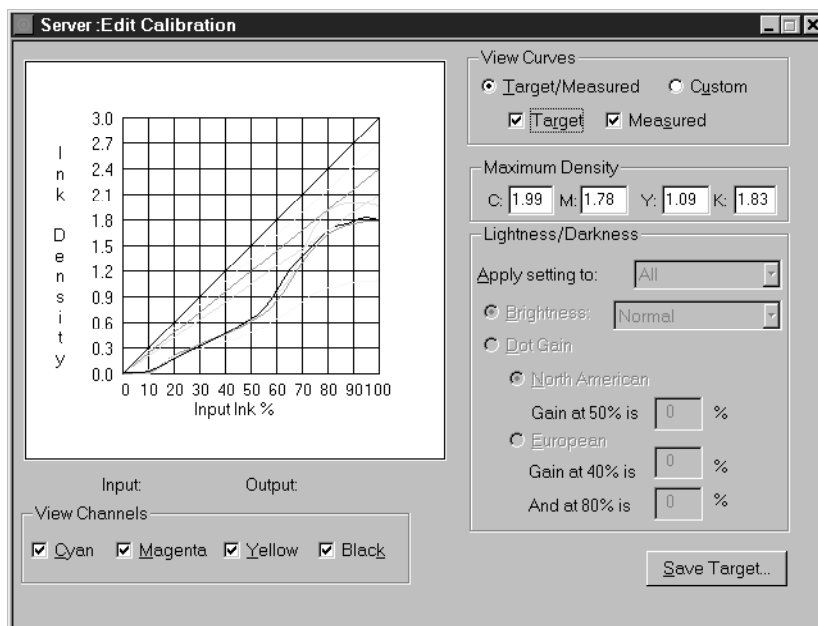 Server :Edit Calibration
Ink Density
3.0
2.7
2.4
2.1
1.8
1.5
1.2
0.9
0.6
0.3
0.0
0 10 20 30 40 50 60 70 80 90 100
Input Ink %
Input: Output:
View Channels
Cyan Magenta Yellow Black
View Curves
Target/Measured Custom
Target Measured
Maximum Density
C: 1.99 M: 1.78 Y: 1.09 K: 1.83
Lightness/Darkness
Apply setting to: All
Brightness: Normal
Dot Gain
North American
Gain at 50% is 0 %
European
Gain at 40% is 0 %
And at 80% is 0 %
Save Target...